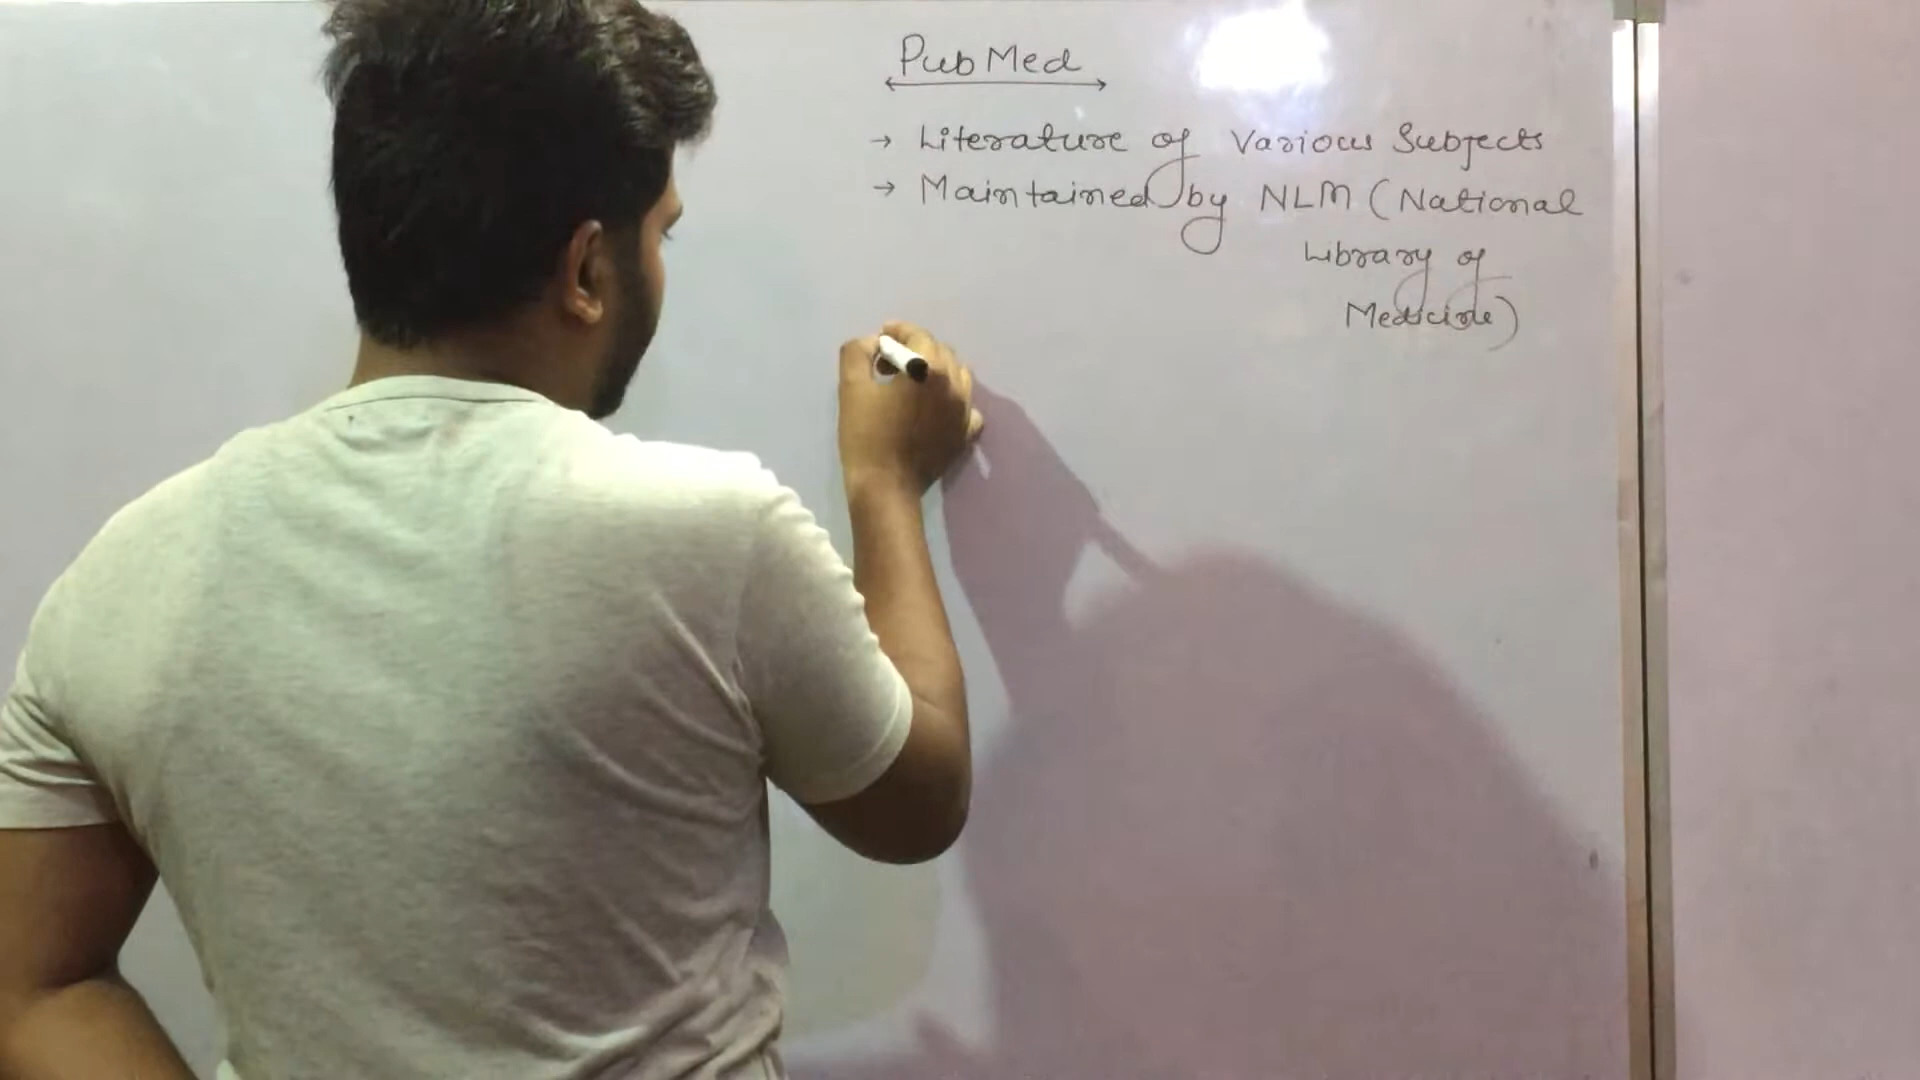 PubMed
→ Literature of Various Subjects
→ Maintained by NLM (National
Library of
Medicine)